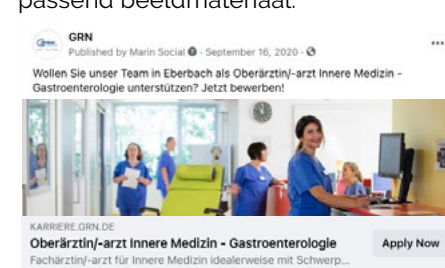 passend beeldmateriaal.
GRN
Published by Marin Social · September 16, 2020 ·
Wollen Sie unser Team in Eberbach als Oberärztin/-arzt Innere Medizin -
Gastroenterologie unterstützen? Jetzt bewerben!
KARRIERE.GRN.DE
Oberärztin/-arzt Innere Medizin - Gastroenterologie
Apply Now
Fachärztin/-arzt für Innere Medizin idealerweise mit Schwerp...